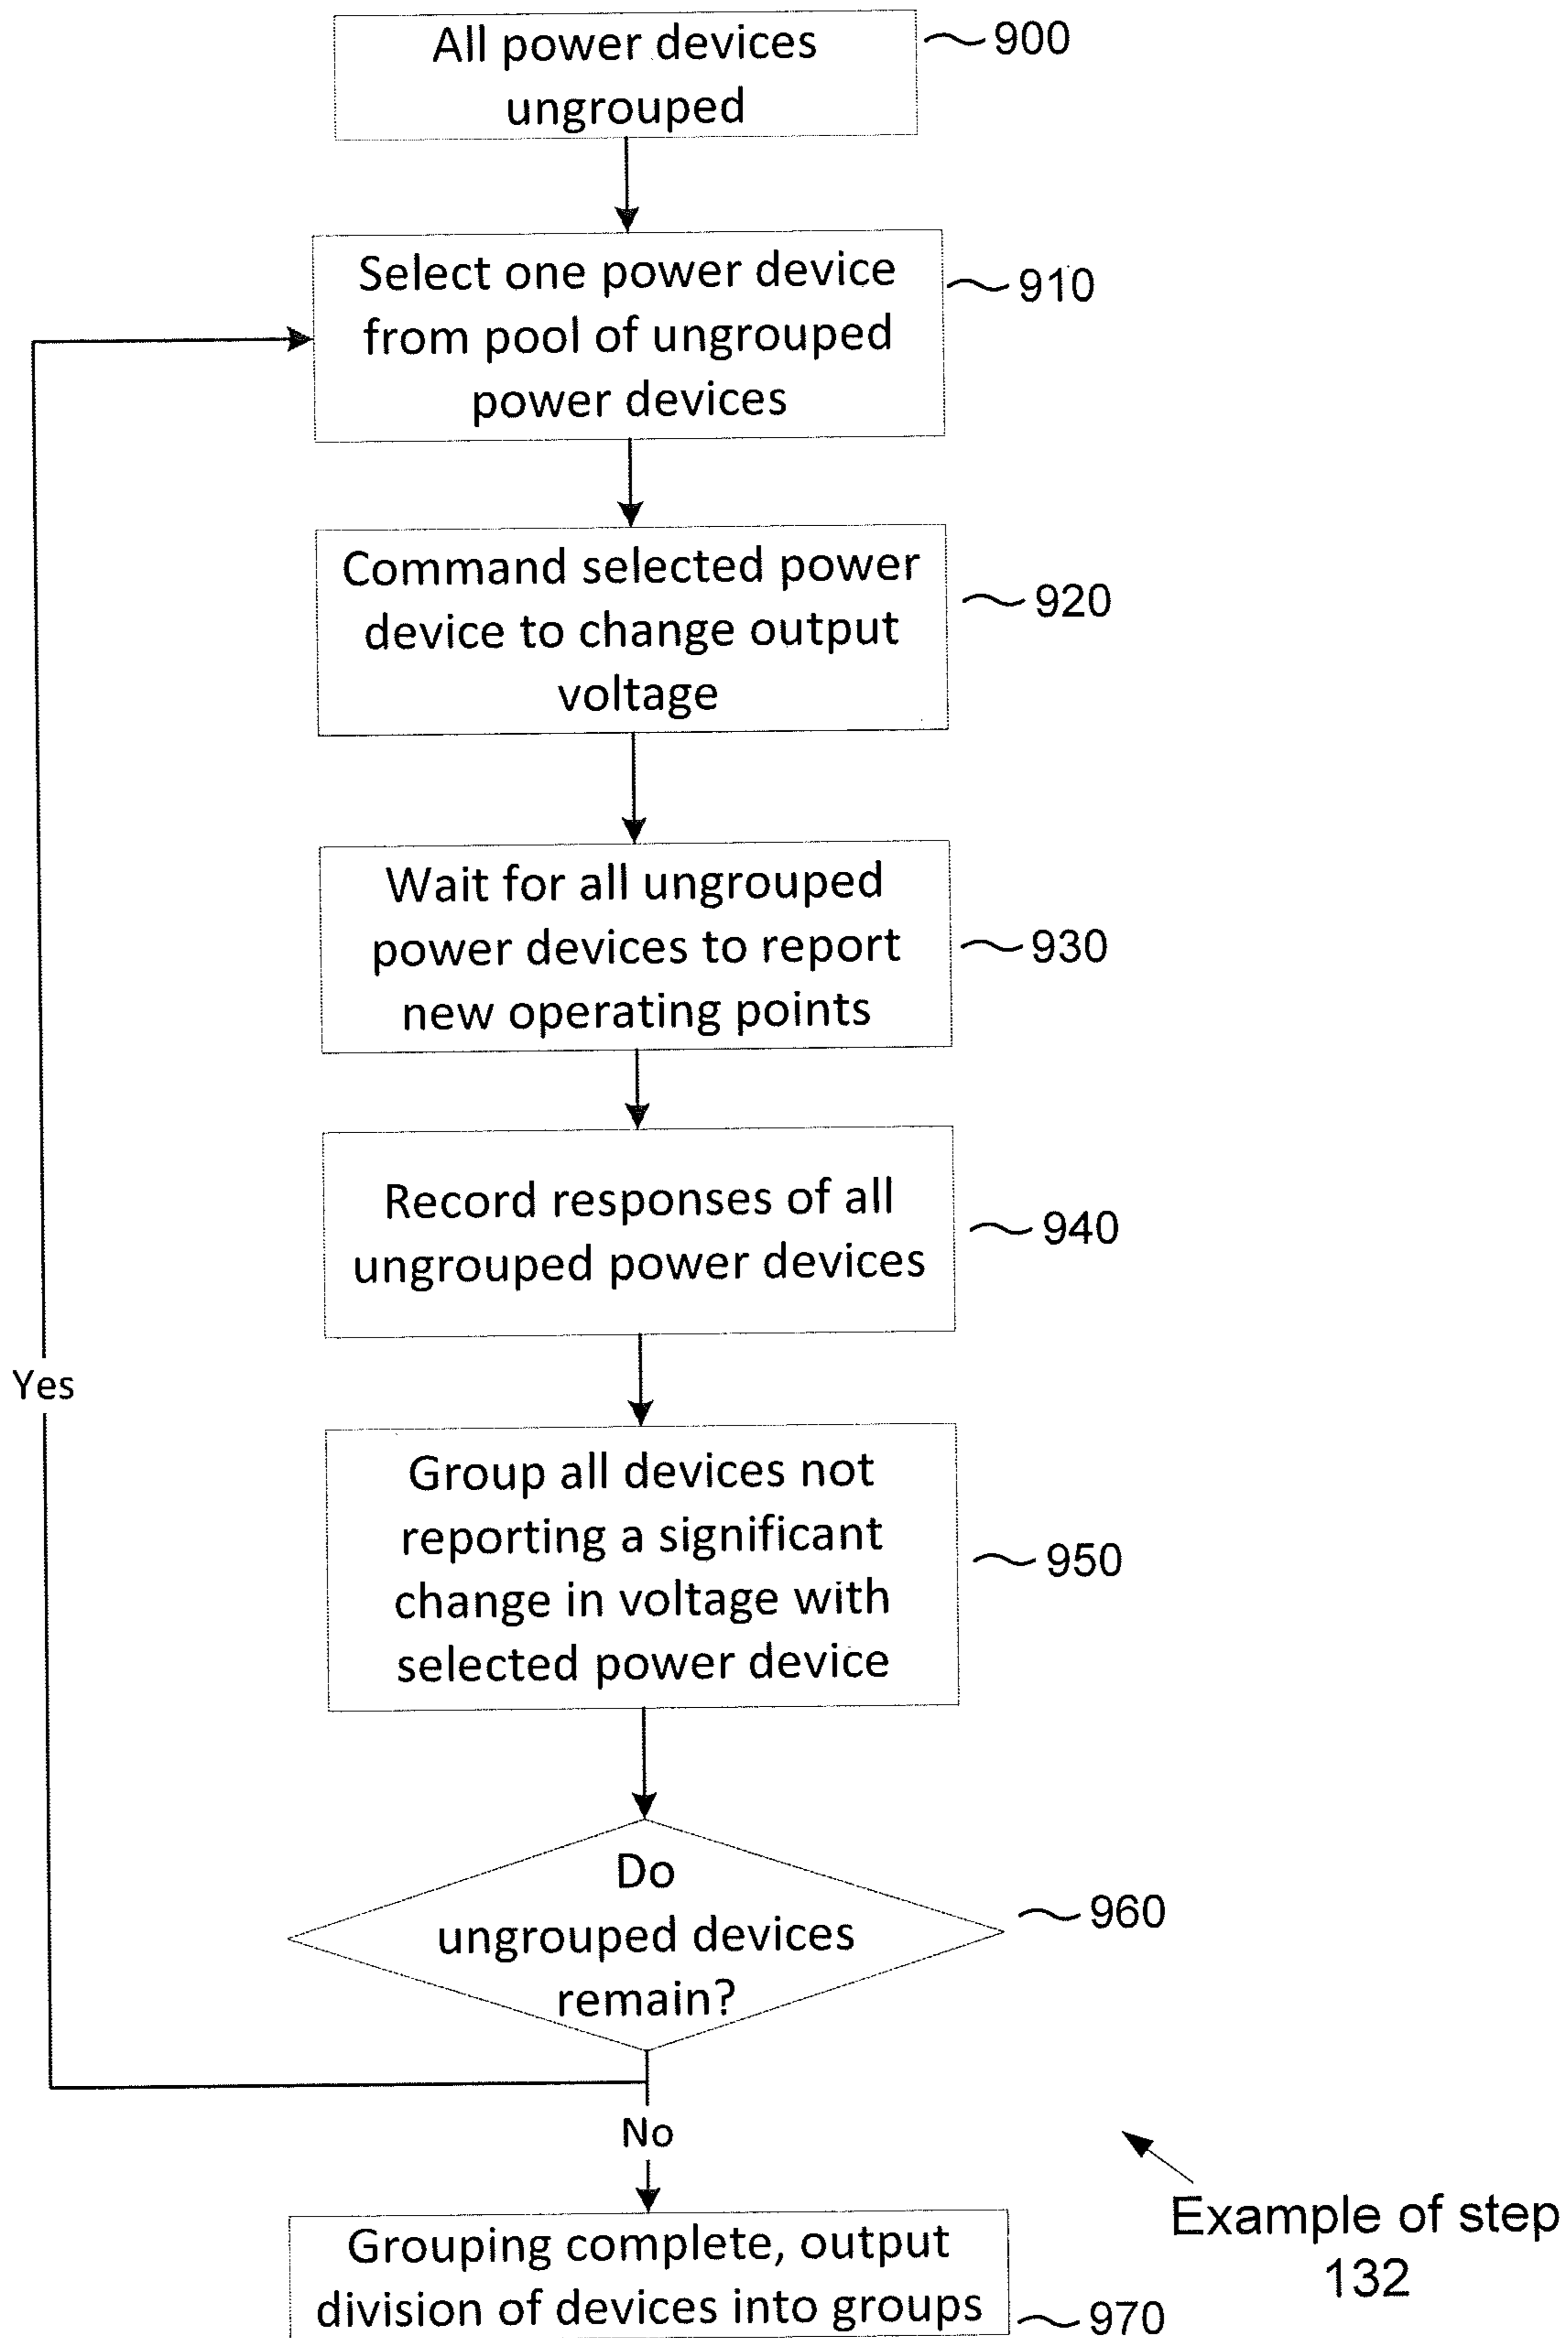 All power devices
ungrouped
900
Select one power device
from pool of ungrouped
power devices
910
Command selected power
device to change output
voltage
920
Wait for all ungrouped
power devices to report
new operating points
930
Record responses of all
ungrouped power devices
940
Yes
Group all devices not
reporting a significant
change in voltage with
selected power device
950
Do
ungrouped devices
remain?
960
No
Grouping complete, output
division of devices into groups
970
Example of step
132